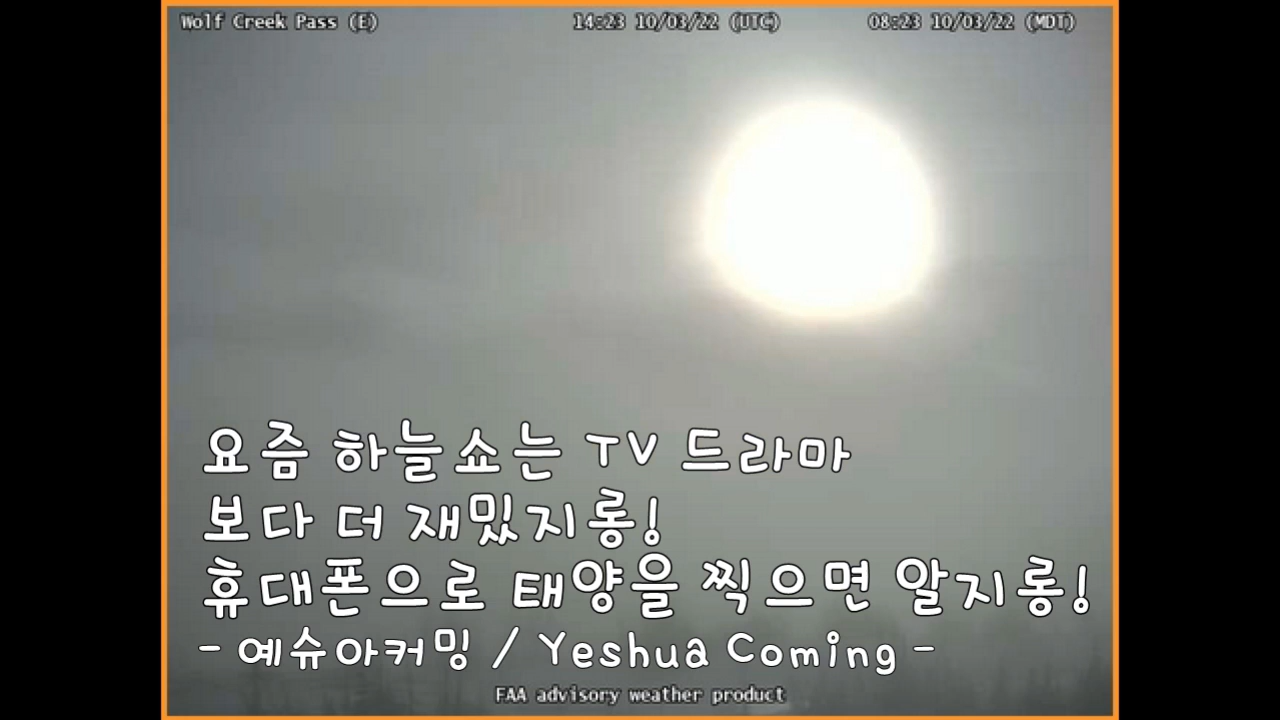 Wolf Creek Pass (E) 14:23 10/03/22 (UTC) 08:23 10/03/22 (MDT)
요즘 하늘쇼는 TV 드라마
보다 더 재밌지롱!
휴대폰으로 태양을 찍으면 알지롱!
- 예슈아커밍 / Yeshua Coming -
FAA advisory weather product